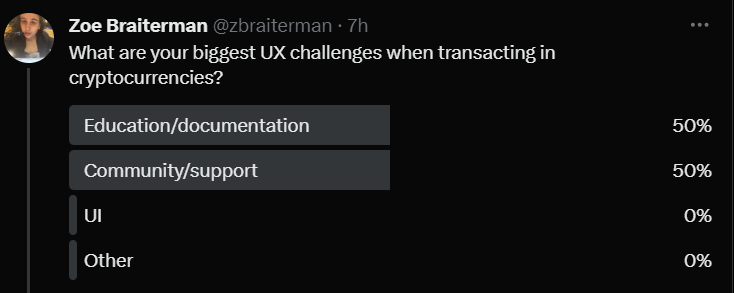 Zoe Braiterman @zbraiterman · 7h
What are your biggest UX challenges when transacting in
cryptocurrencies?
Education/documentation 50%
Community/support 50%
UI 0%
Other 0%